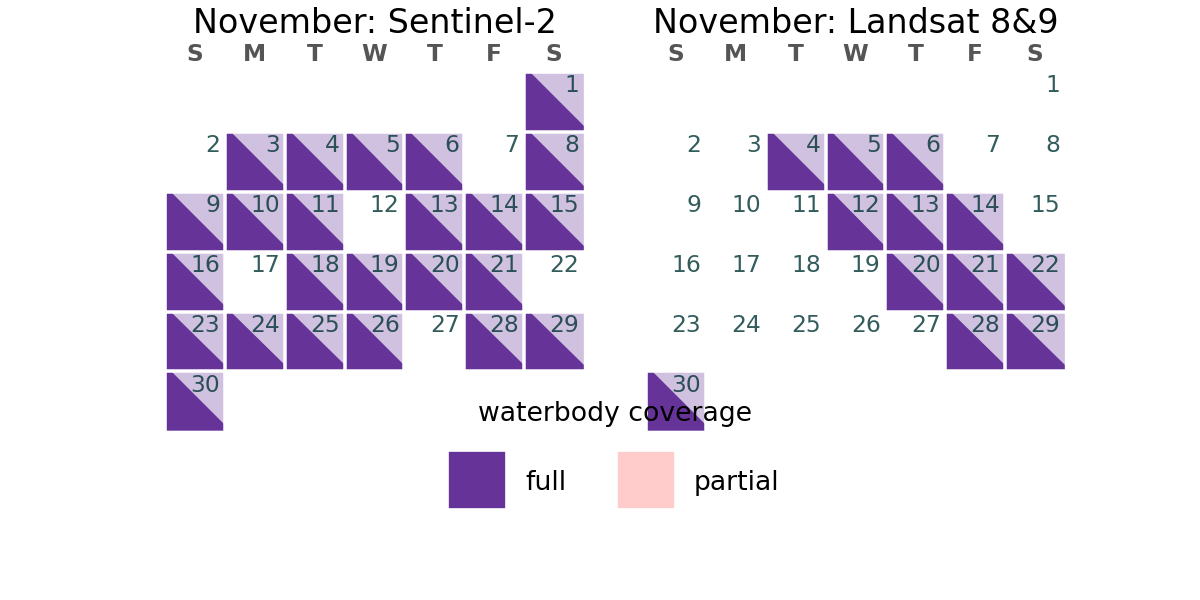 November: Sentinel-2
S M T W T F S
1
2 3 4 5 6 7 8
9 10 11 12 13 14 15
16 17 18 19 20 21 22
23 24 25 26 27 28 29
30
November: Landsat 8&9
S M T W T F S
1
2 3 4 5 6 7 8
9 10 11 12 13 14 15
16 17 18 19 20 21 22
23 24 25 26 27 28 29
30
waterbody coverage
full partial